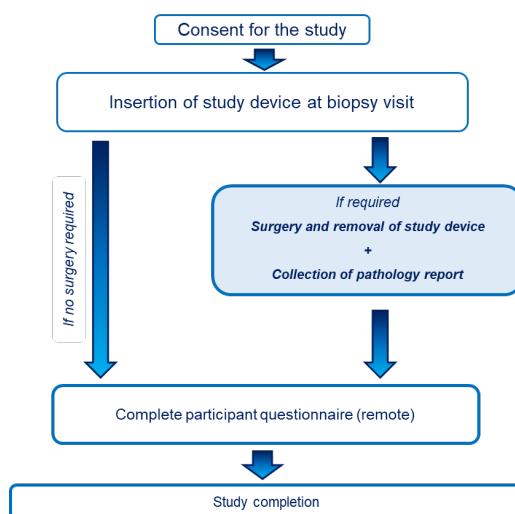 Consent for the study
Insertion of study device at biopsy visit
If no surgery required
If required
Surgery and removal of study device
+
Collection of pathology report
Complete participant questionnaire (remote)
Study completion